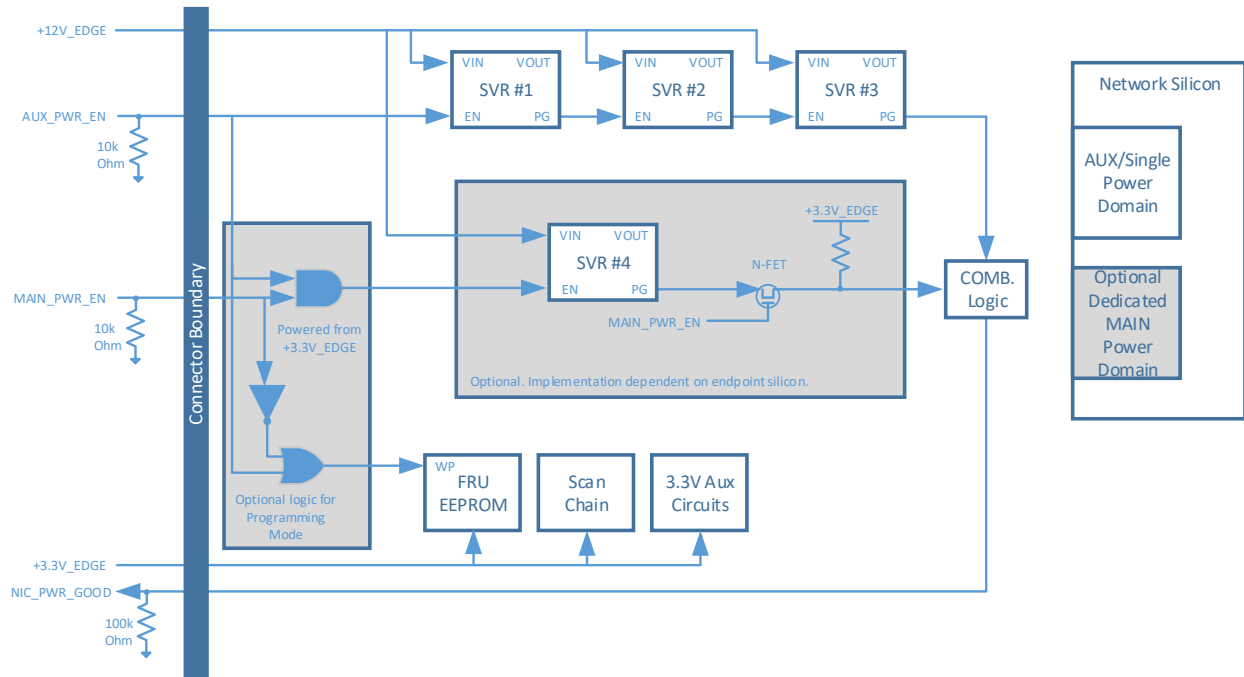 +12V_EDGE
VIN VOUT
SVR #1
EN PG
VIN VOUT
SVR #2
EN PG
VIN VOUT
SVR #3
EN PG
Network Silicon
AUX/Single
Power
Domain
Optional
Dedicated
MAIN
Power
Domain
AUX_PWR_EN
10k
Ohm
Connector Boundary
MAIN_PWR_EN
10k
Ohm
Powered from
+3.3V_EDGE
Optional logic for
Programming
Mode
VIN VOUT
SVR #4
EN PG
N-FET
MAIN_PWR_EN
+3.3V_EDGE
Optional. Implementation dependent on endpoint silicon.
COMB.
Logic
WP
FRU
EEPROM
Scan
Chain
3.3V Aux
Circuits
+3.3V_EDGE
NIC_PWR_GOOD
100k
Ohm